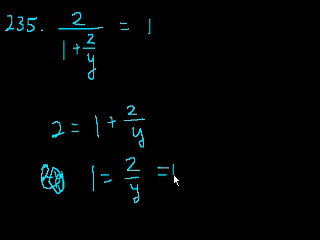 235. 2/(1 + 2/y) = 1
2 = 1 + 2/y
1 = 2/y = 1